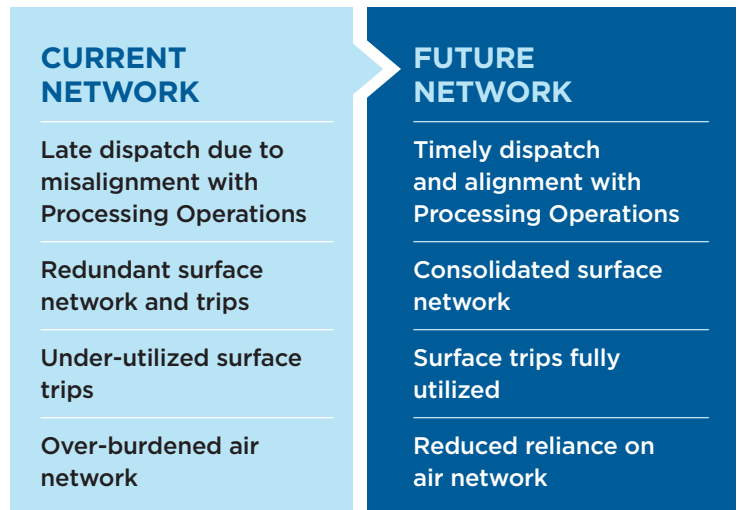 CURRENT
NETWORK
Late dispatch due to
misalignment with
Processing Operations
Redundant surface
network and trips
Under-utilized surface
trips
Over-burdened air
network
FUTURE
NETWORK
Timely dispatch
and alignment with
Processing Operations
Consolidated surface
network
Surface trips fully
utilized
Reduced reliance on
air network